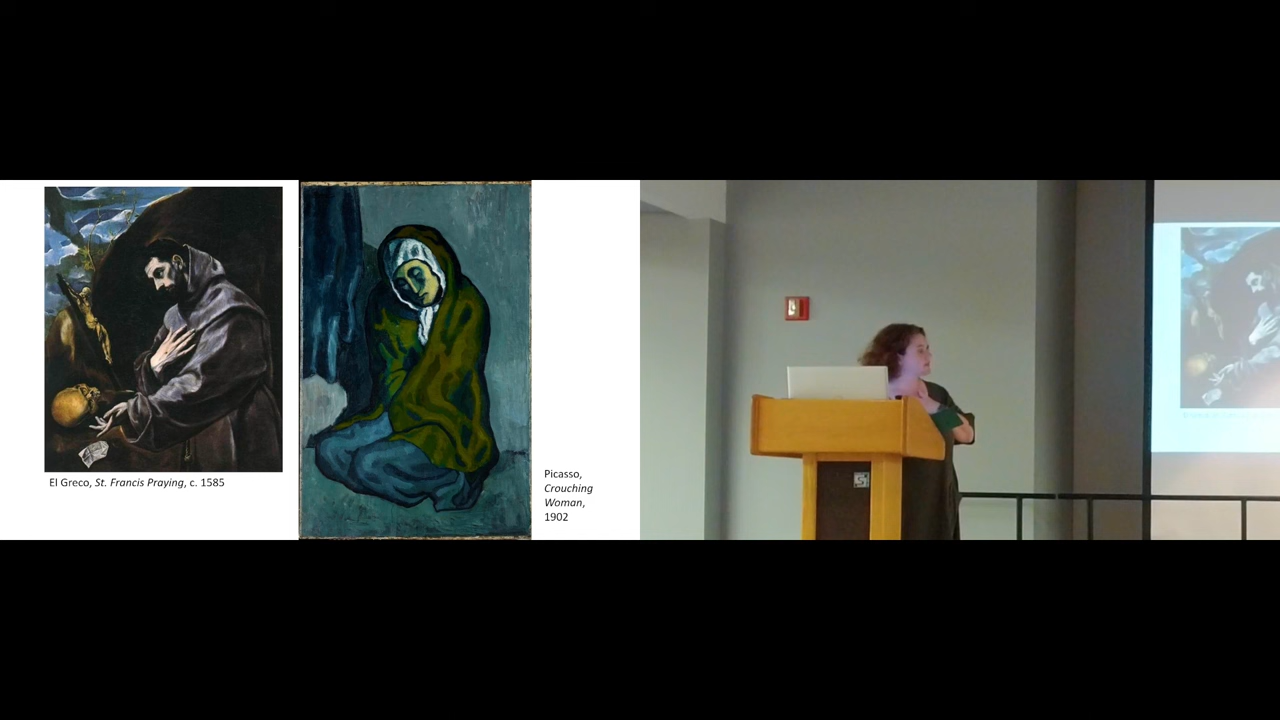 El Greco, St. Francis Praying, c. 1585
Picasso,
Crouching
Woman,
1902